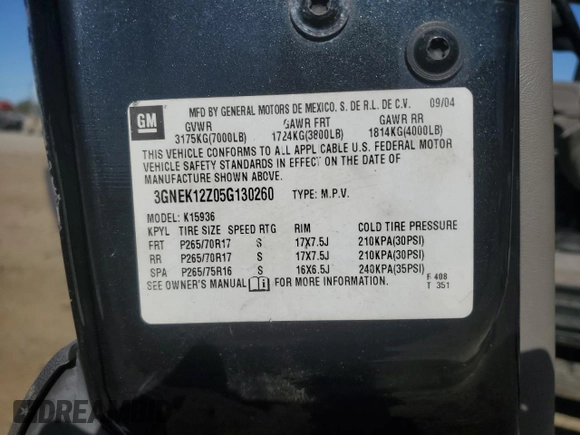 GM
MFD BY GENERAL MOTORS DE MEXICO. S. DE R.L. DE C.V. 09/04
GVWR GAWR FRT GAWR RR
3175KG(7000LB) 1724KG(3800LB) 1814KG(4000LB)
THIS VEHICLE CONFORMS TO ALL APPL CABLE U.S. FEDERAL MOTOR
VEHICLE SAFETY STANDARDS IN EFFECT ON THE DATE OF
MANUFACTURE SHOWN ABOVE.
3GNEK12Z05G130260 TYPE: M.P.V.
MODEL: K15936
KPYL TIRE SIZE SPEED RTG RIM COLD TIRE PRESSURE
FRT P265/70R17 S 17X7.5J 210KPA(30PSI)
RR P265/70R17 S 17X7.5J 210KPA(30PSI)
SPA P265/75R16 S 16X6.5J 240KPA(35PSI)
SEE OWNER'S MANUAL FOR MORE INFORMATION.
F 408
T 351